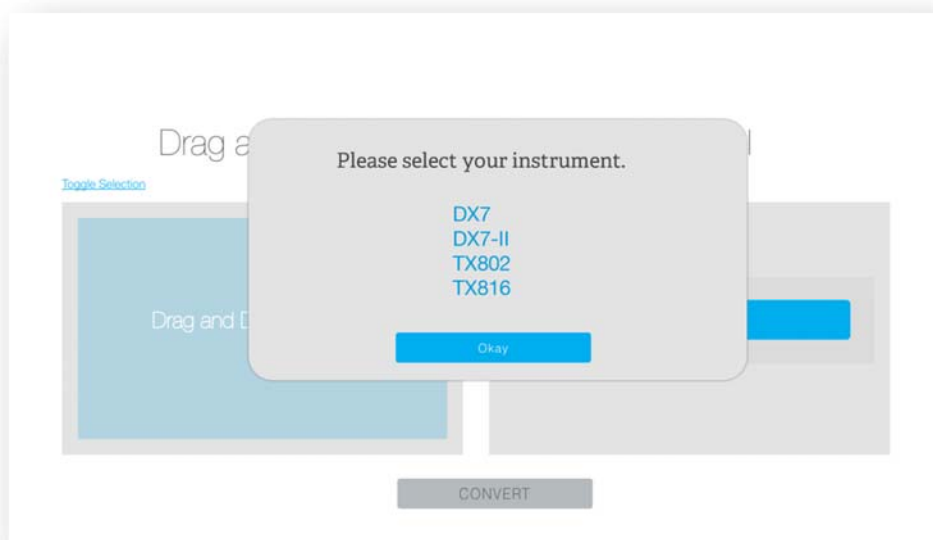 Drag a
Please select your instrument.
Toggle Selection
DX7
DX7-II
TX802
TX816
Drag and D
Okay
CONVERT